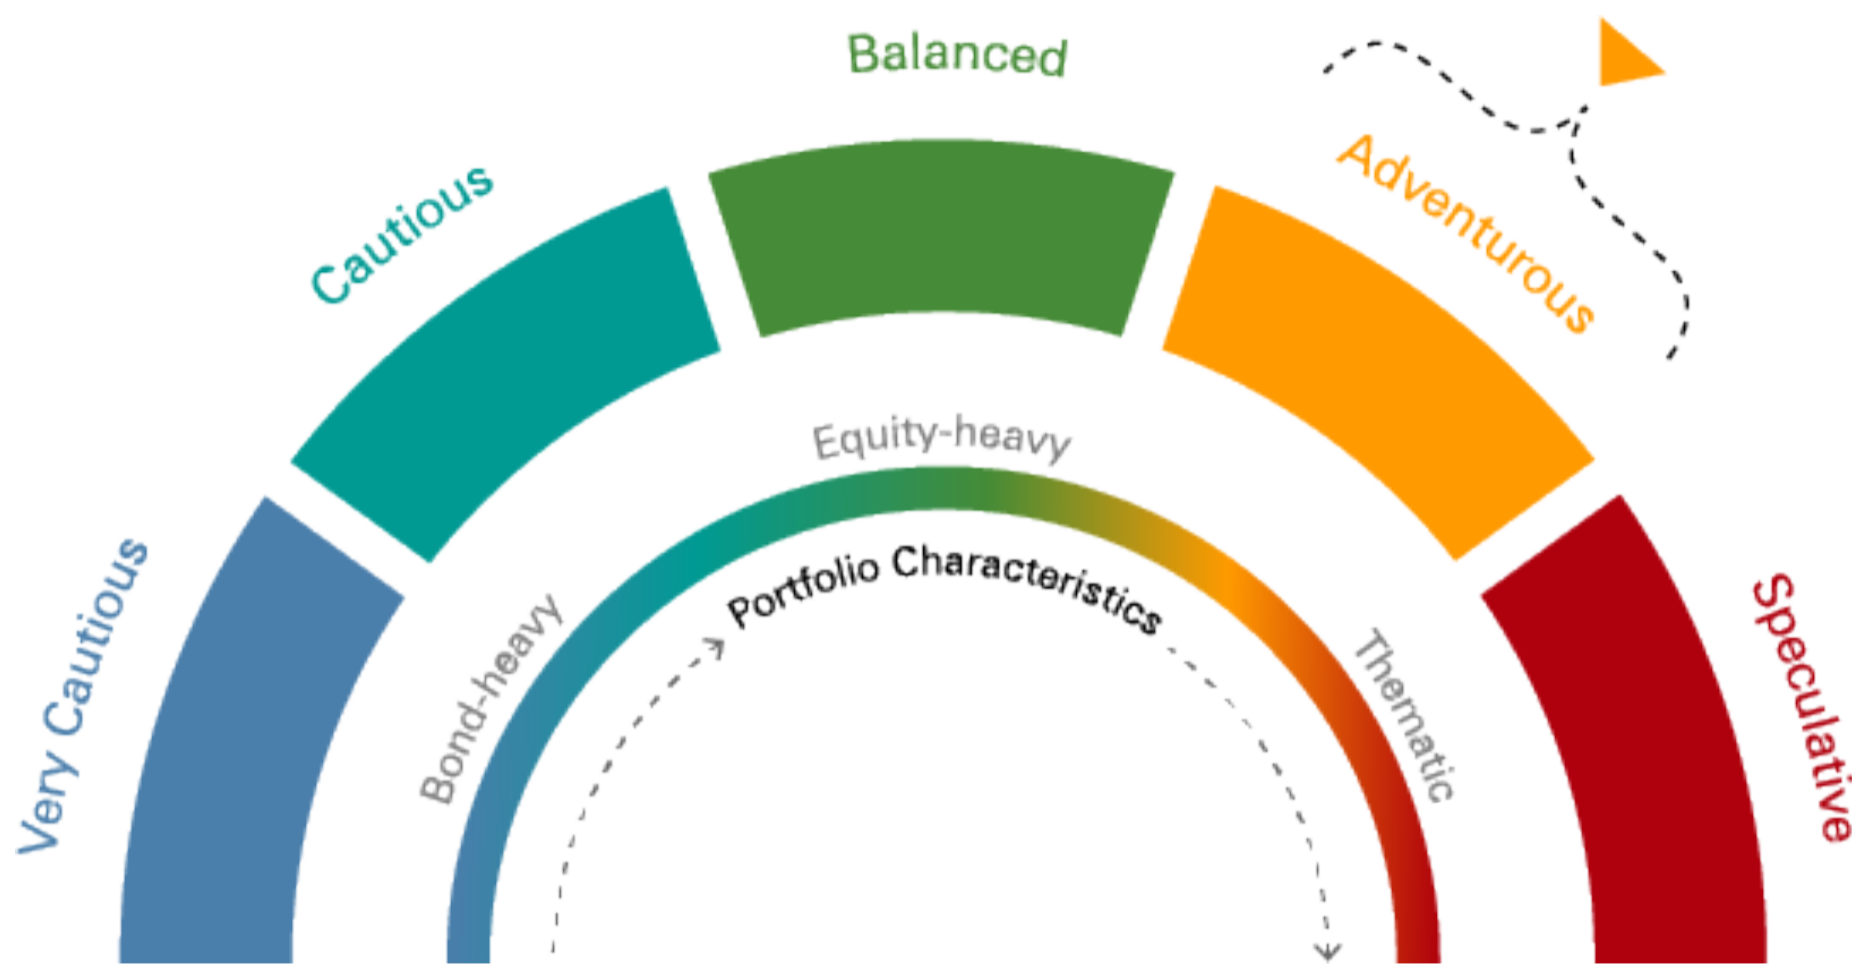 Very Cautious
Cautious
Balanced
Adventurous
Speculative
Bond-heavy
Equity-heavy
Thematic
Portfolio Characteristics